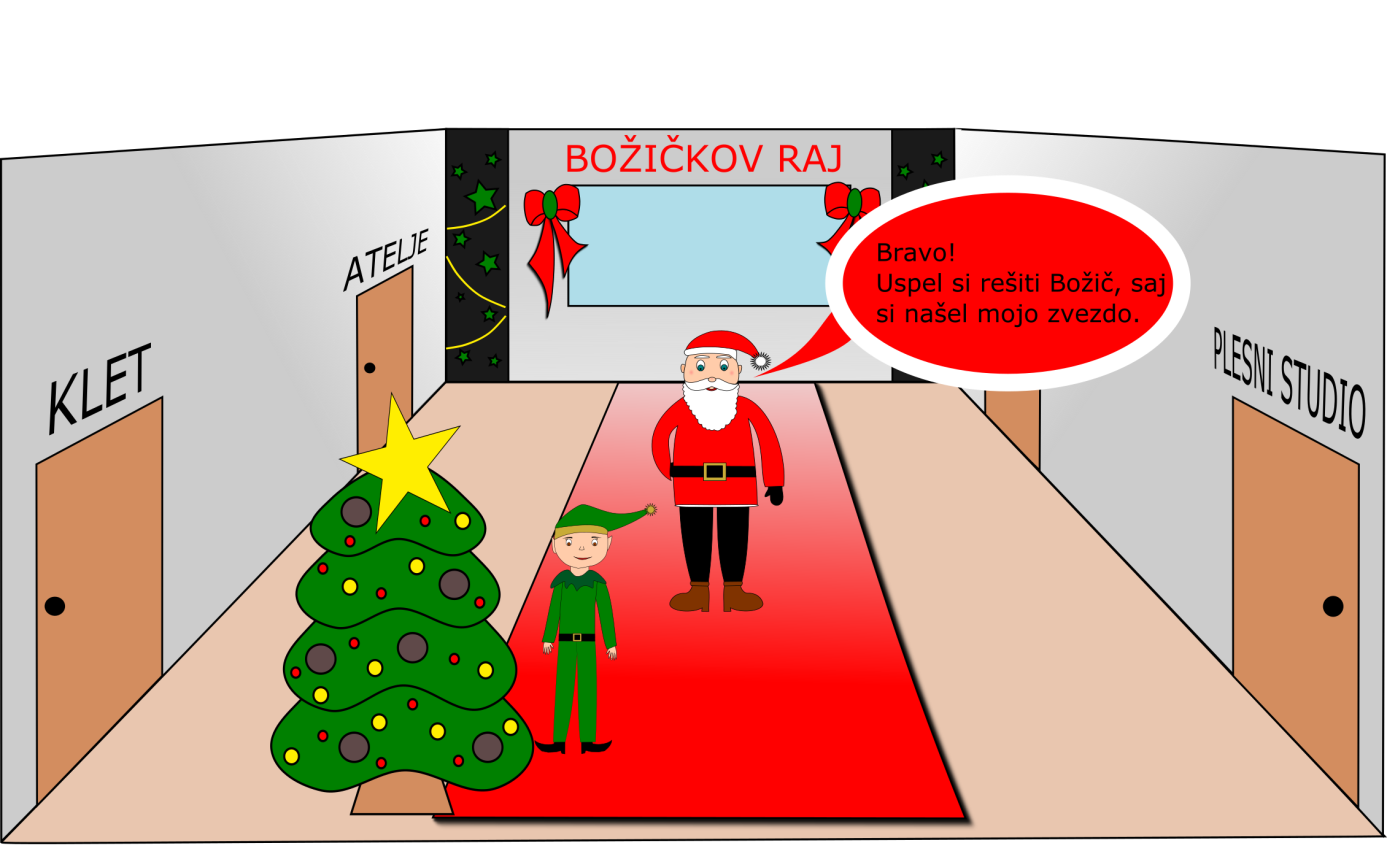 BOŽIČKOV RAJ
ATELJE
KLET
Bravo!
Uspel si rešiti Božič, saj
si našel mojo zvezdo.
PLESNI STUDIO